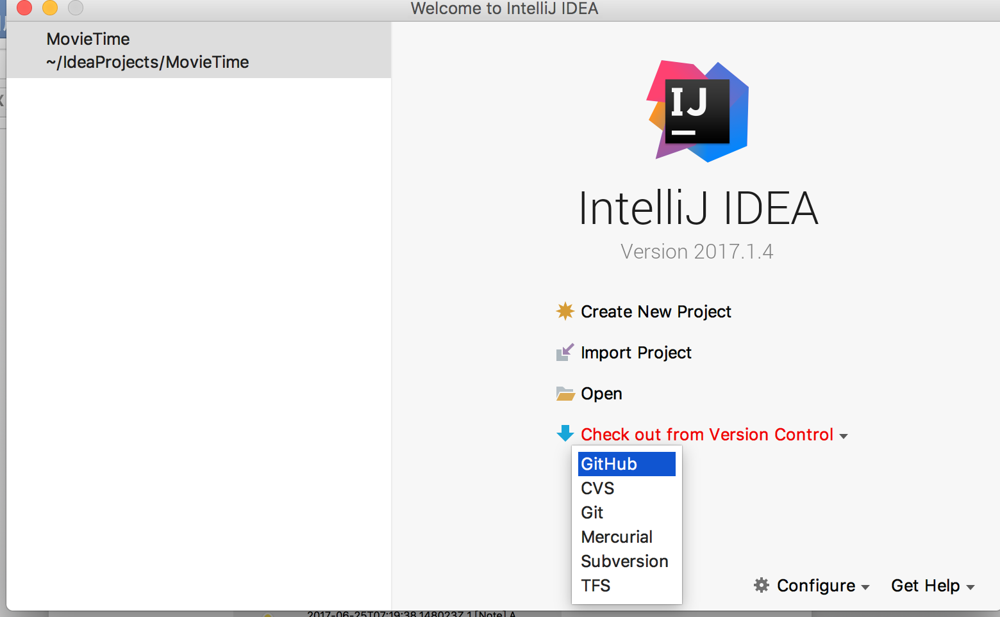 Welcome to IntelliJ IDEA
MovieTime
~/IdeaProjects/MovieTime
IJ
IntelliJ IDEA
Version 2017.1.4
Create New Project
Import Project
Open
Check out from Version Control
GitHub
CVS
Git
Mercurial
Subversion
TFS
Configure
Get Help
2017-06-25T07:19:38.148023Z 1 [Note] A